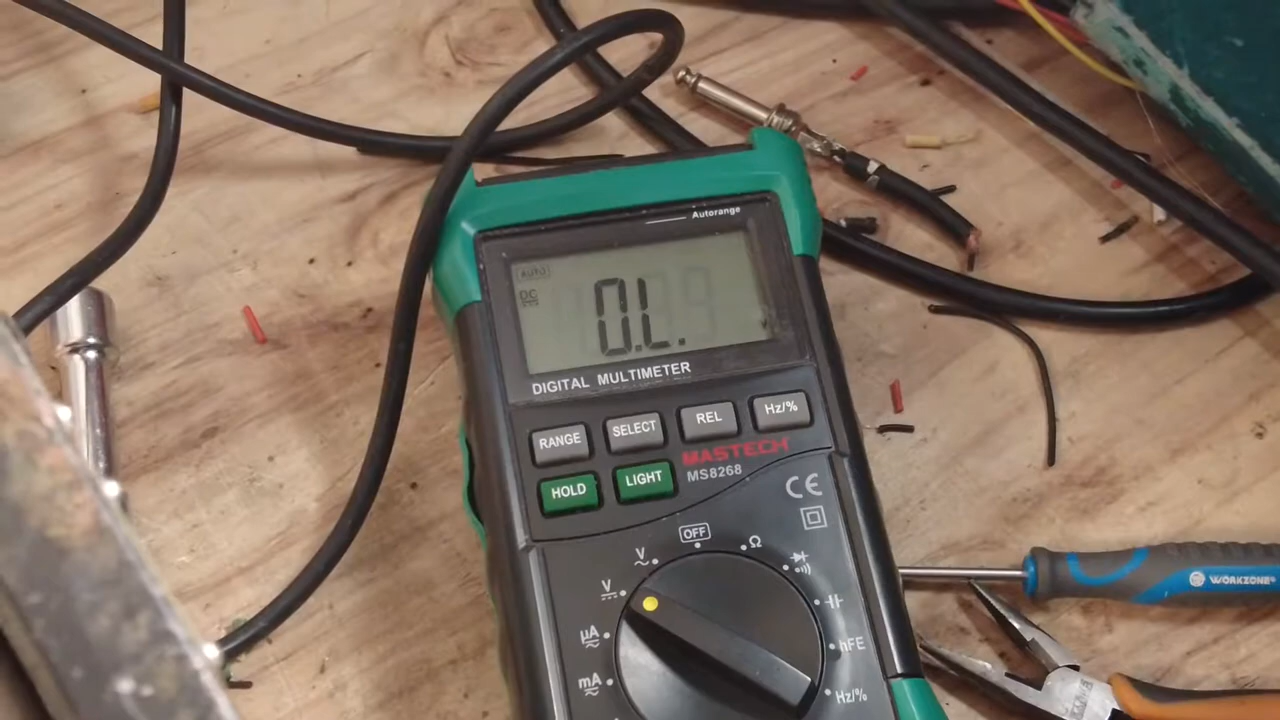 Autorange
AUTO
DC
0.L.
DIGITAL MULTIMETER
RANGE SELECT REL Hz/%
HOLD LIGHT MASTECH
MS8268
CE
OFF
V Ω
V
µA hFE
mA Hz/%
WORKZONE®